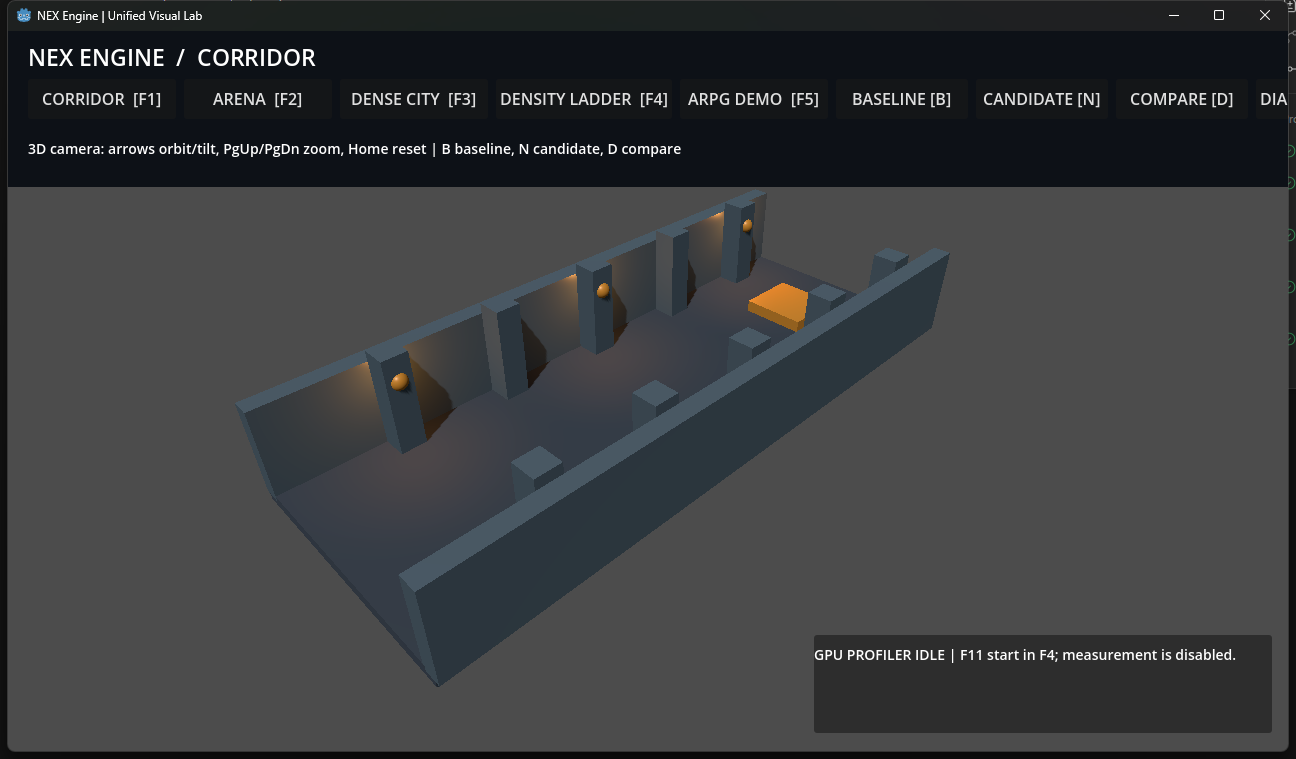 NEX Engine | Unified Visual Lab
NEX ENGINE / CORRIDOR
CORRIDOR [F1] ARENA [F2] DENSE CITY [F3] DENSITY LADDER [F4] ARPG DEMO [F5] BASELINE [B] CANDIDATE [N] COMPARE [D] DIA
3D camera: arrows orbit/tilt, PgUp/PgDn zoom, Home reset | B baseline, N candidate, D compare
GPU PROFILER IDLE | F11 start in F4; measurement is disabled.